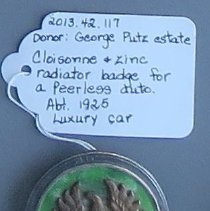 2013.42.117
Donor: George Putz estate
Cloisonne + zinc
radiator badge for
a Peerless Auto.
Abt. 1925
Luxury car